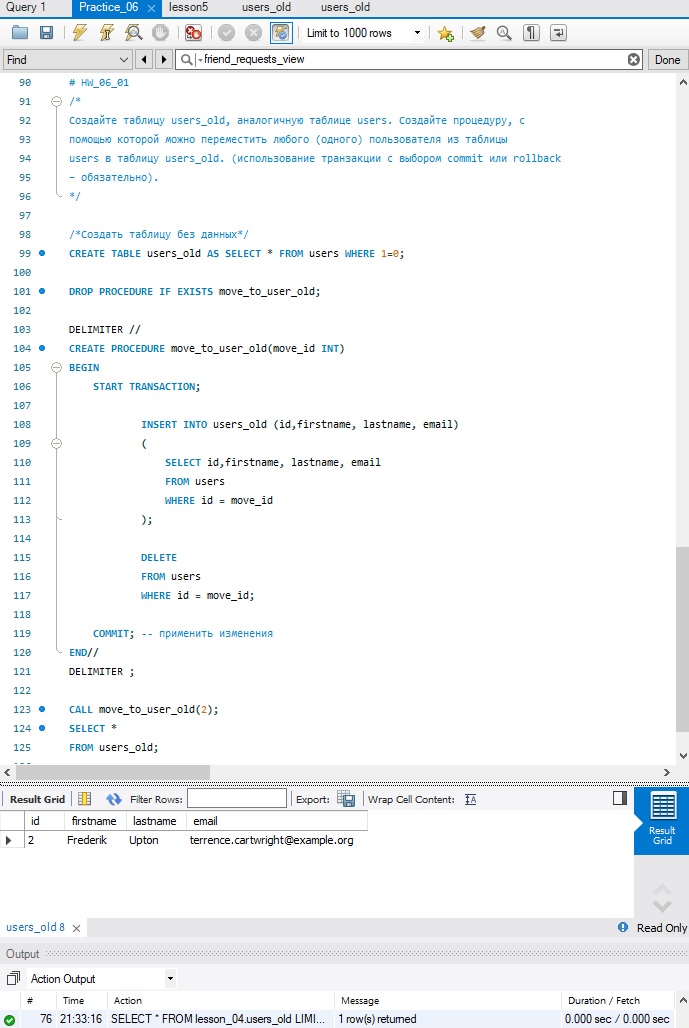 Query 1 Practice_06 lesson5 users_old users_old
Limit to 1000 rows
Find friend_requests_view Done
90 # HW_06_01
91 /*
92 Создайте таблицу users_old, аналогичную таблице users. Создайте процедуру, с
93 помощью которой можно переместить любого (одного) пользователя из таблицы
94 users в таблицу users_old. (использование транзакции с выбором commit или rollback
95 – обязательно).
96 */
97
98 /*Создать таблицу без данных*/
99 CREATE TABLE users_old AS SELECT * FROM users WHERE 1=0;
100
101 DROP PROCEDURE IF EXISTS move_to_user_old;
102
103 DELIMITER //
104 CREATE PROCEDURE move_to_user_old(move_id INT)
105 BEGIN
106 START TRANSACTION;
107
108 INSERT INTO users_old (id,firstname, lastname, email)
109 (
110 SELECT id,firstname, lastname, email
111 FROM users
112 WHERE id = move_id
113 );
114
115 DELETE
116 FROM users
117 WHERE id = move_id;
118
119 COMMIT; -- применить изменения
120 END//
121 DELIMITER ;
122
123 CALL move_to_user_old(2);
124 SELECT *
125 FROM users_old;
Result Grid Filter Rows: Export: Wrap Cell Content:
id firstname lastname email
2 Frederik Upton terrence.cartwright@example.org
Result
Grid
users_old 8 Read Only
Output
Action Output
# Time Action Message Duration / Fetch
76 21:33:16 SELECT * FROM lesson_04.users_old LIMI... 1 row(s) returned 0.000 sec / 0.000 sec